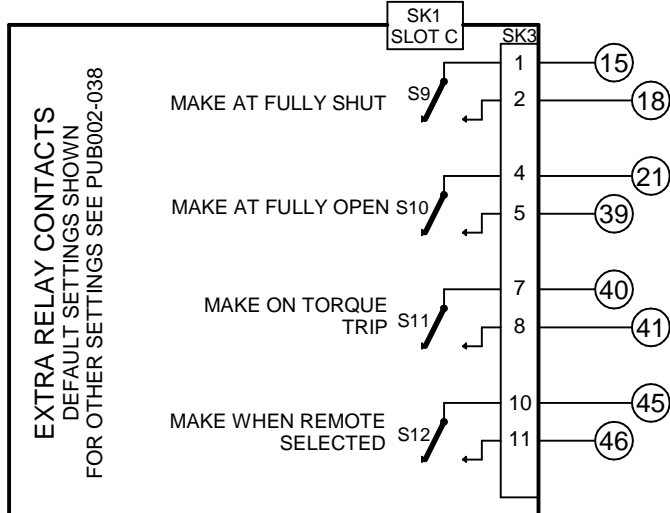 SK1
SLOT C
SK3
EXTRA RELAY CONTACTS
DEFAULT SETTINGS SHOWN
FOR OTHER SETTINGS SEE PUB002-038
1
15
MAKE AT FULLY SHUT
S9
2
18
4
21
MAKE AT FULLY OPEN
S10
5
39
7
40
MAKE ON TORQUE
TRIP
S11
8
41
10
45
MAKE WHEN REMOTE
SELECTED
S12
11
46